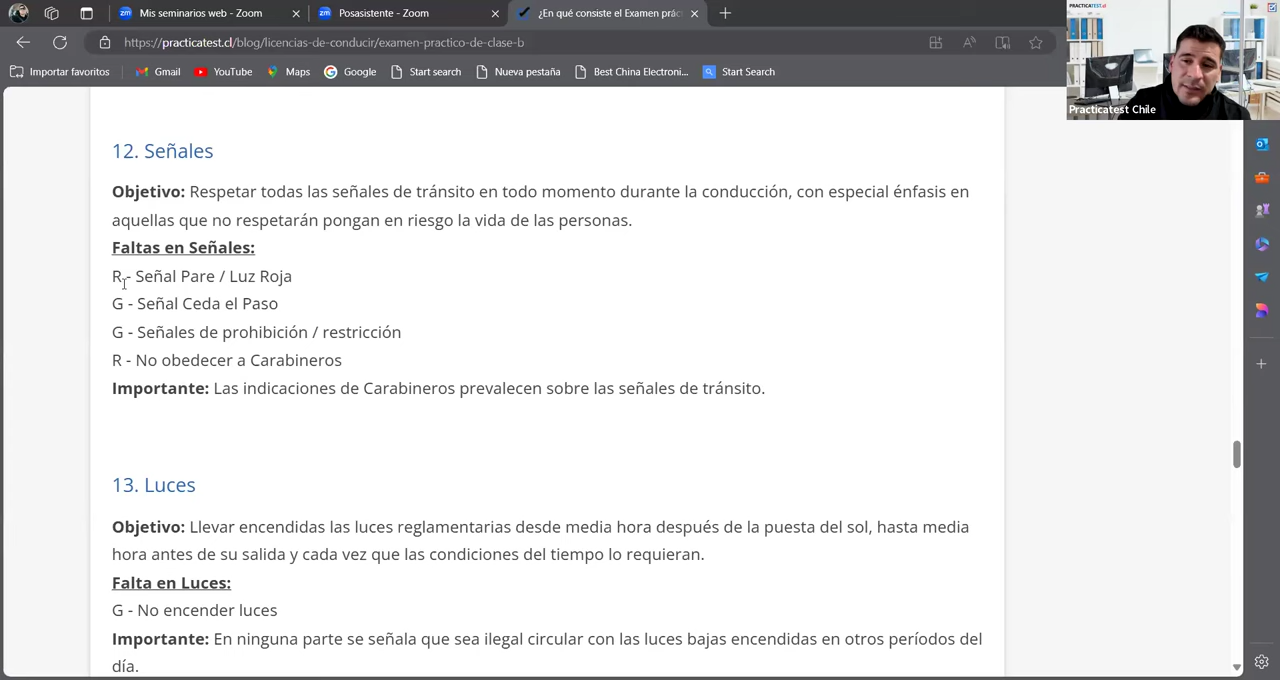 Mis seminarios web - Zoom
Posasistente - Zoom
¿En qué consiste el Examen prác
https://practicatest.cl/blog/licencias-de-conducir/examen-practico-de-clase-b
Importar favoritos
Gmail
YouTube
Maps
Google
Start search
Nueva pestaña
Best China Electroni...
Start Search
PRACTICATEST.cl
Practicatest Chile
12. Señales
Objetivo: Respetar todas las señales de tránsito en todo momento durante la conducción, con especial énfasis en
aquellas que no respetarán pongan en riesgo la vida de las personas.
Faltas en Señales:
R - Señal Pare / Luz Roja
G - Señal Ceda el Paso
G - Señales de prohibición / restricción
R - No obedecer a Carabineros
Importante: Las indicaciones de Carabineros prevalecen sobre las señales de tránsito.
13. Luces
Objetivo: Llevar encendidas las luces reglamentarias desde media hora después de la puesta del sol, hasta media
hora antes de su salida y cada vez que las condiciones del tiempo lo requieran.
Falta en Luces:
G - No encender luces
Importante: En ninguna parte se señala que sea ilegal circular con las luces bajas encendidas en otros períodos del
día.